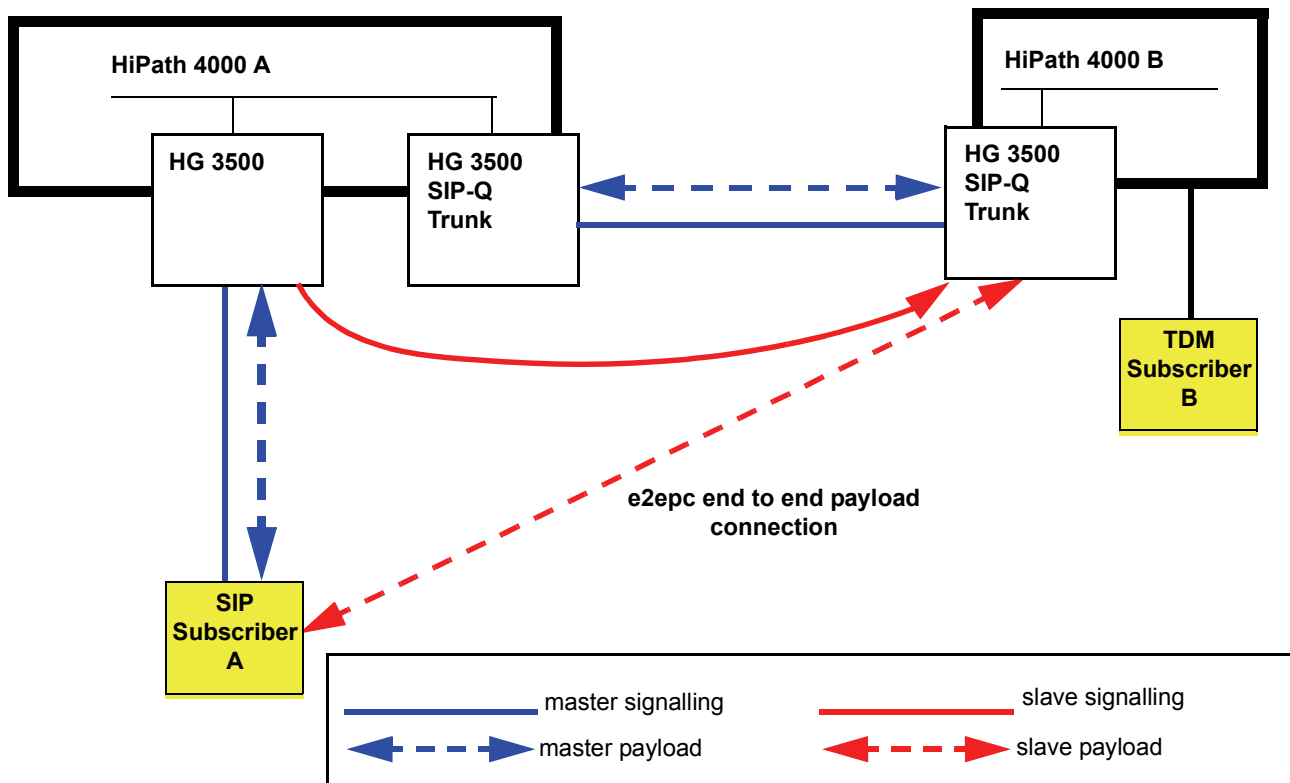 HiPath 4000 A
HiPath 4000 B
HG 3500
HG 3500
SIP-Q
Trunk
HG 3500
SIP-Q
Trunk
TDM
Subscriber
B
e2epc end to end payload
connection
SIP
Subscriber
A
master signalling
slave signalling
master payload
slave payload